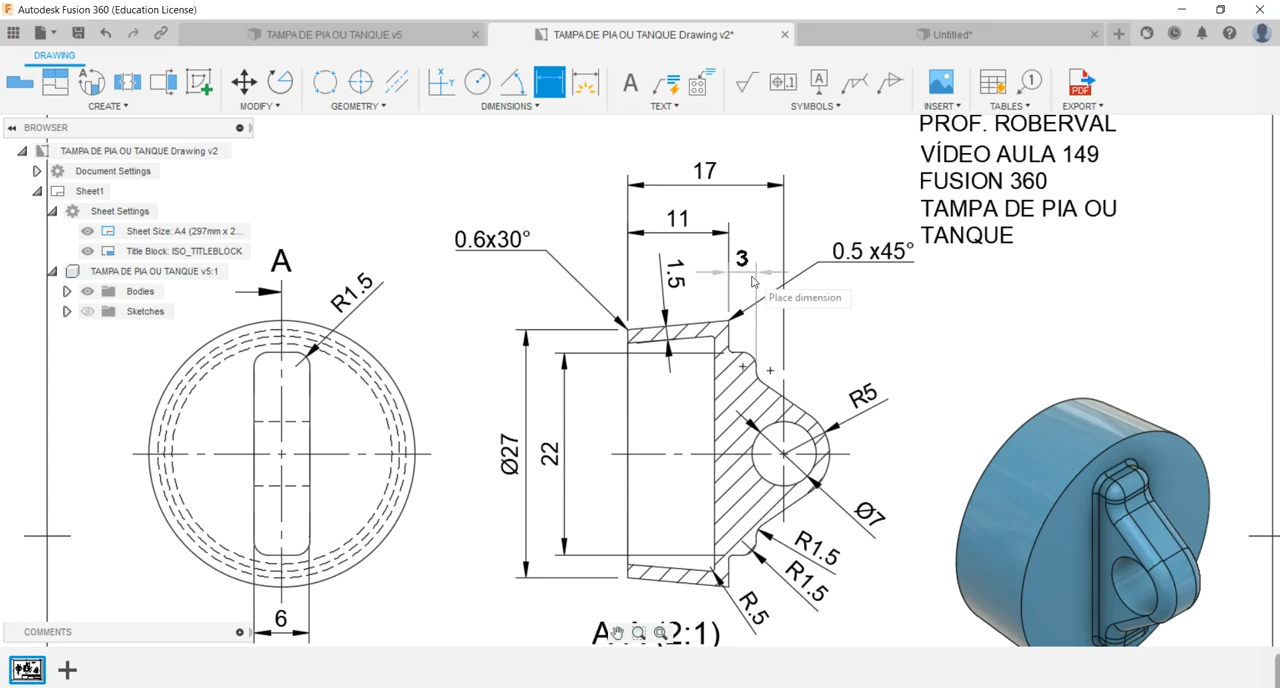 Autodesk Fusion 360 (Education License)
TAMPA DE PIA OU TANQUE v5
TAMPA DE PIA OU TANQUE Drawing v2*
Untitled*
DRAWING
CREATE
MODIFY
GEOMETRY
DIMENSIONS
TEXT
SYMBOLS
INSERT
TABLES
EXPORT
BROWSER
TAMPA DE PIA OU TANQUE Drawing v2
Document Settings
Sheet1
Sheet Settings
Sheet Size: A4 (297mm x 2...
Title Block: ISO_TITLEBLOCK
TAMPA DE PIA OU TANQUE v5:1
Bodies
Sketches
COMMENTS
PROF. ROBERVAL
VÍDEO AULA 149
FUSION 360
TAMPA DE PIA OU
TANQUE
A
R1.5
6
17
11
0.6x30°
1.5
3
0.5 x45°
Place dimension
Ø27
22
R5
Ø7
R1.5
R1.5
R.5
(2:1)